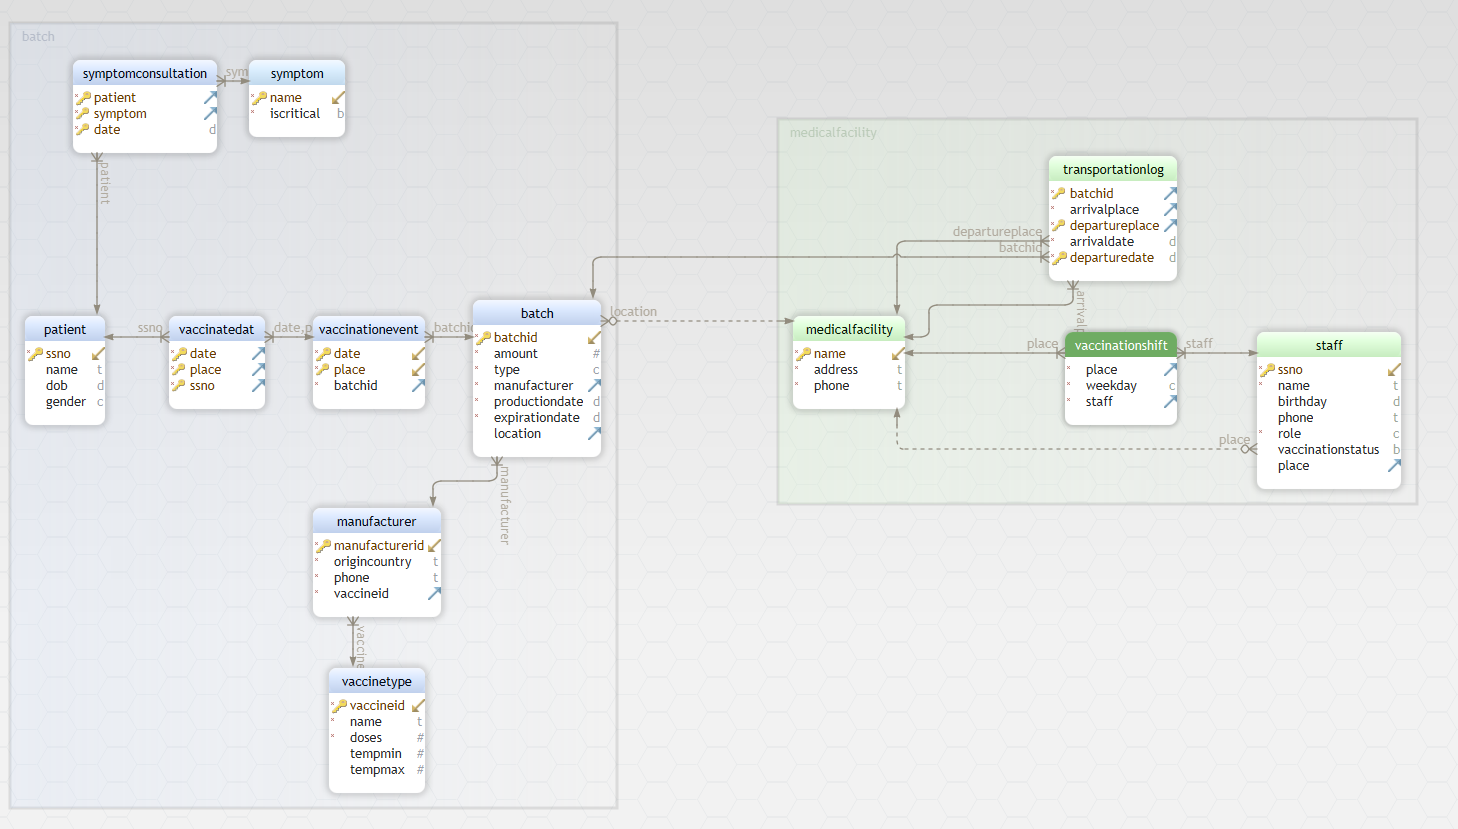 batch
symptomconsultation
patient
symptom
date d
sym
symptom
name
iscritical b
patient
medicalfacility
transportationlog
batchid
arrivalplace
departureplace
arrivaldate d
departuredate d
departureplace
batchic
patient
ssno
name t
dob d
gender c
ssno
vaccinatedat
date
place
ssno
date,p
vaccinationevent
date
place
batchid
batchic
batch
batchid
amount #
type c
manufacturer
productiondate d
expirationdate d
location
location
medicalfacility
name
address t
phone t
arrivalp
place
vaccinationshift
place
weekday c
staff
staff
staff
ssno
name t
birthday d
phone t
role c
vaccinationstatus b
place
place
manufacturer
manufacturer
manufacturerid
origincountry t
phone t
vaccineid
vaccine
vaccinetype
vaccineid
name t
doses #
tempmin #
tempmax #